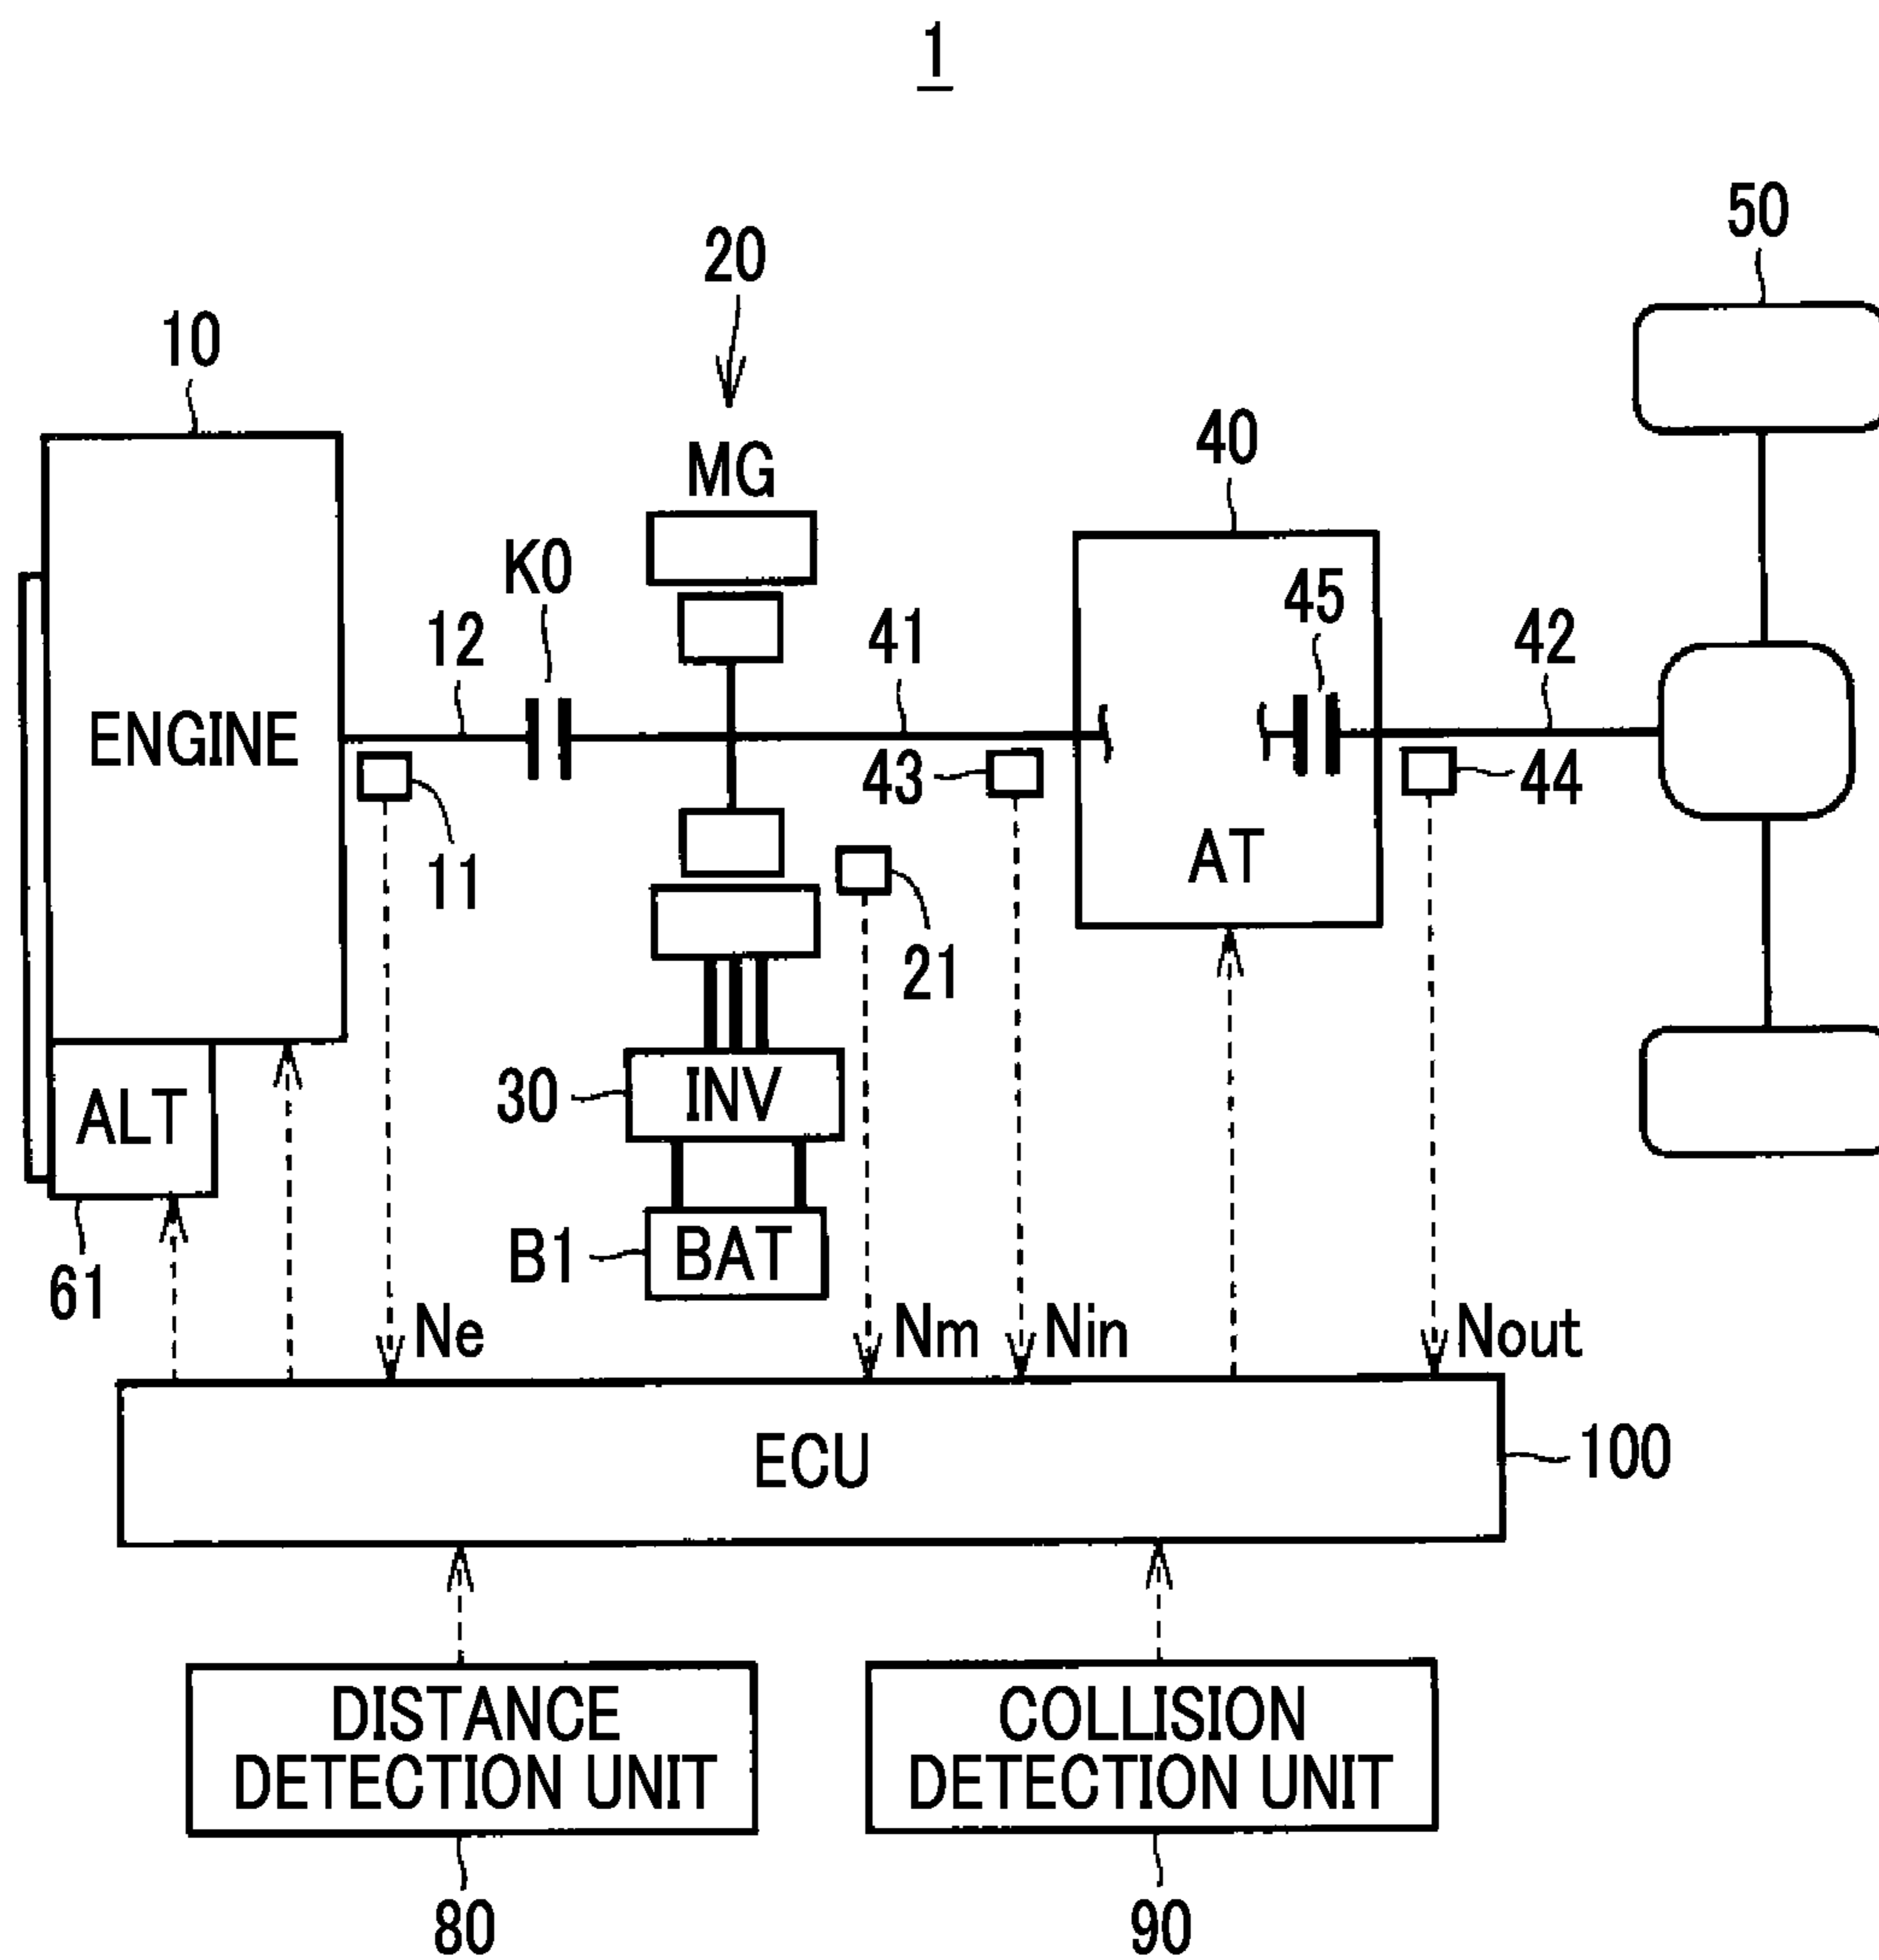 1
50
20
10
MG
40
K0
45
12
41
42
ENGINE
43
44
11
AT
21
30
INV
ALT
B1
BAT
61
Ne
Nm
Nin
Nout
ECU
100
DISTANCE
DETECTION UNIT
COLLISION
DETECTION UNIT
80
90